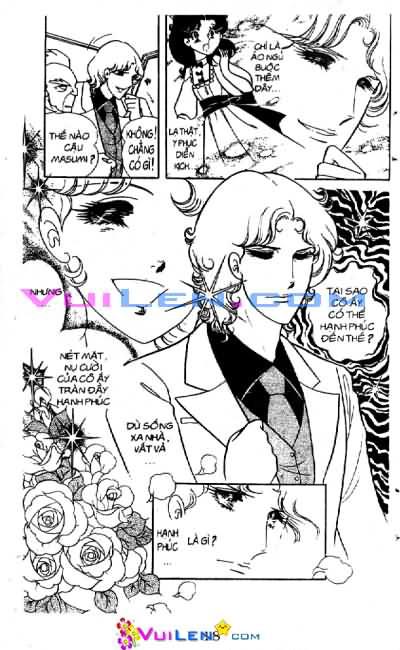 THẾ NÀO
CẬU
MASUMI?
KHÔNG!
CHẲNG
CÓ GÌ!
CHỈ LÀ
ÁO NGỦ
BUỘC
THÊM
DÂY...
LẠ THẬT,
Y PHỤC
DIỄN
KỊCH...
NHƯNG
NÉT MẶT,
NỤ CƯỜI
CỦA CÔ ẤY
TRÀN ĐẦY
HẠNH PHÚC
DÙ SỐNG
XA NHÀ,
VẤT VẢ
...
TẠI SAO
CÔ ẤY
CÓ THỂ
HẠNH PHÚC
ĐẾN THẾ?
HẠNH
PHÚC
...
LÀ GÌ?
VuiLen.com
VuiLen.com